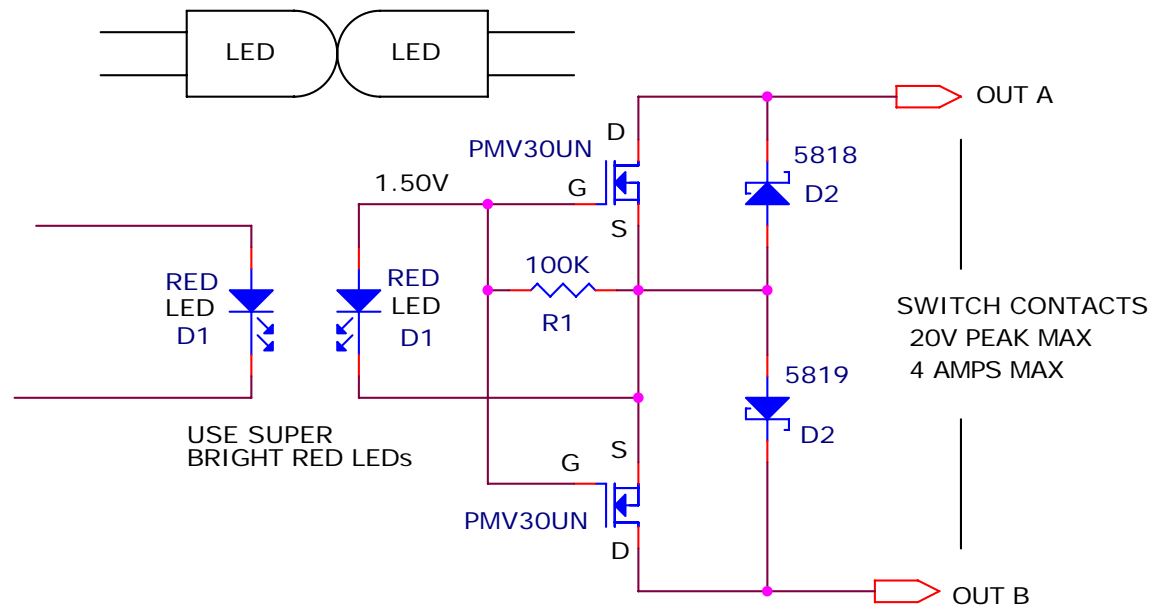 LED
LED
OUT A
D
PMV30UN
5818
1.50V
G
D2
S
100K
RED
LED
D1
RED
LED
D1
R1
SWITCH CONTACTS
20V PEAK MAX
4 AMPS MAX
5819
D2
USE SUPER
BRIGHT RED LEDs
S
G
PMV30UN
D
OUT B